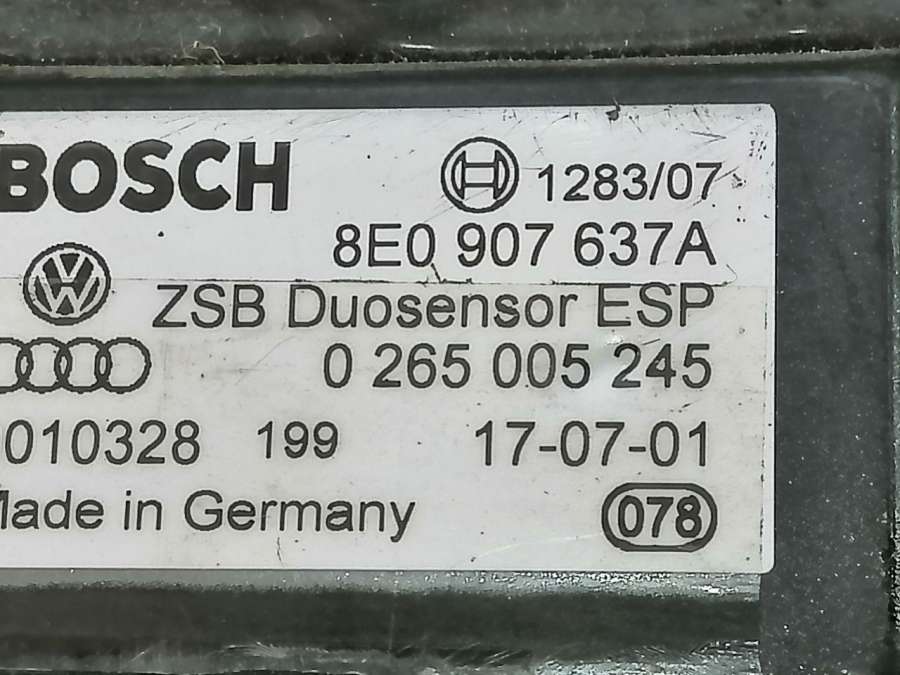 BOSCH
1283/07
8E0 907 637A
ZSB Duosensor ESP
0 265 005 245
010328 199 17-07-01
Made in Germany
078